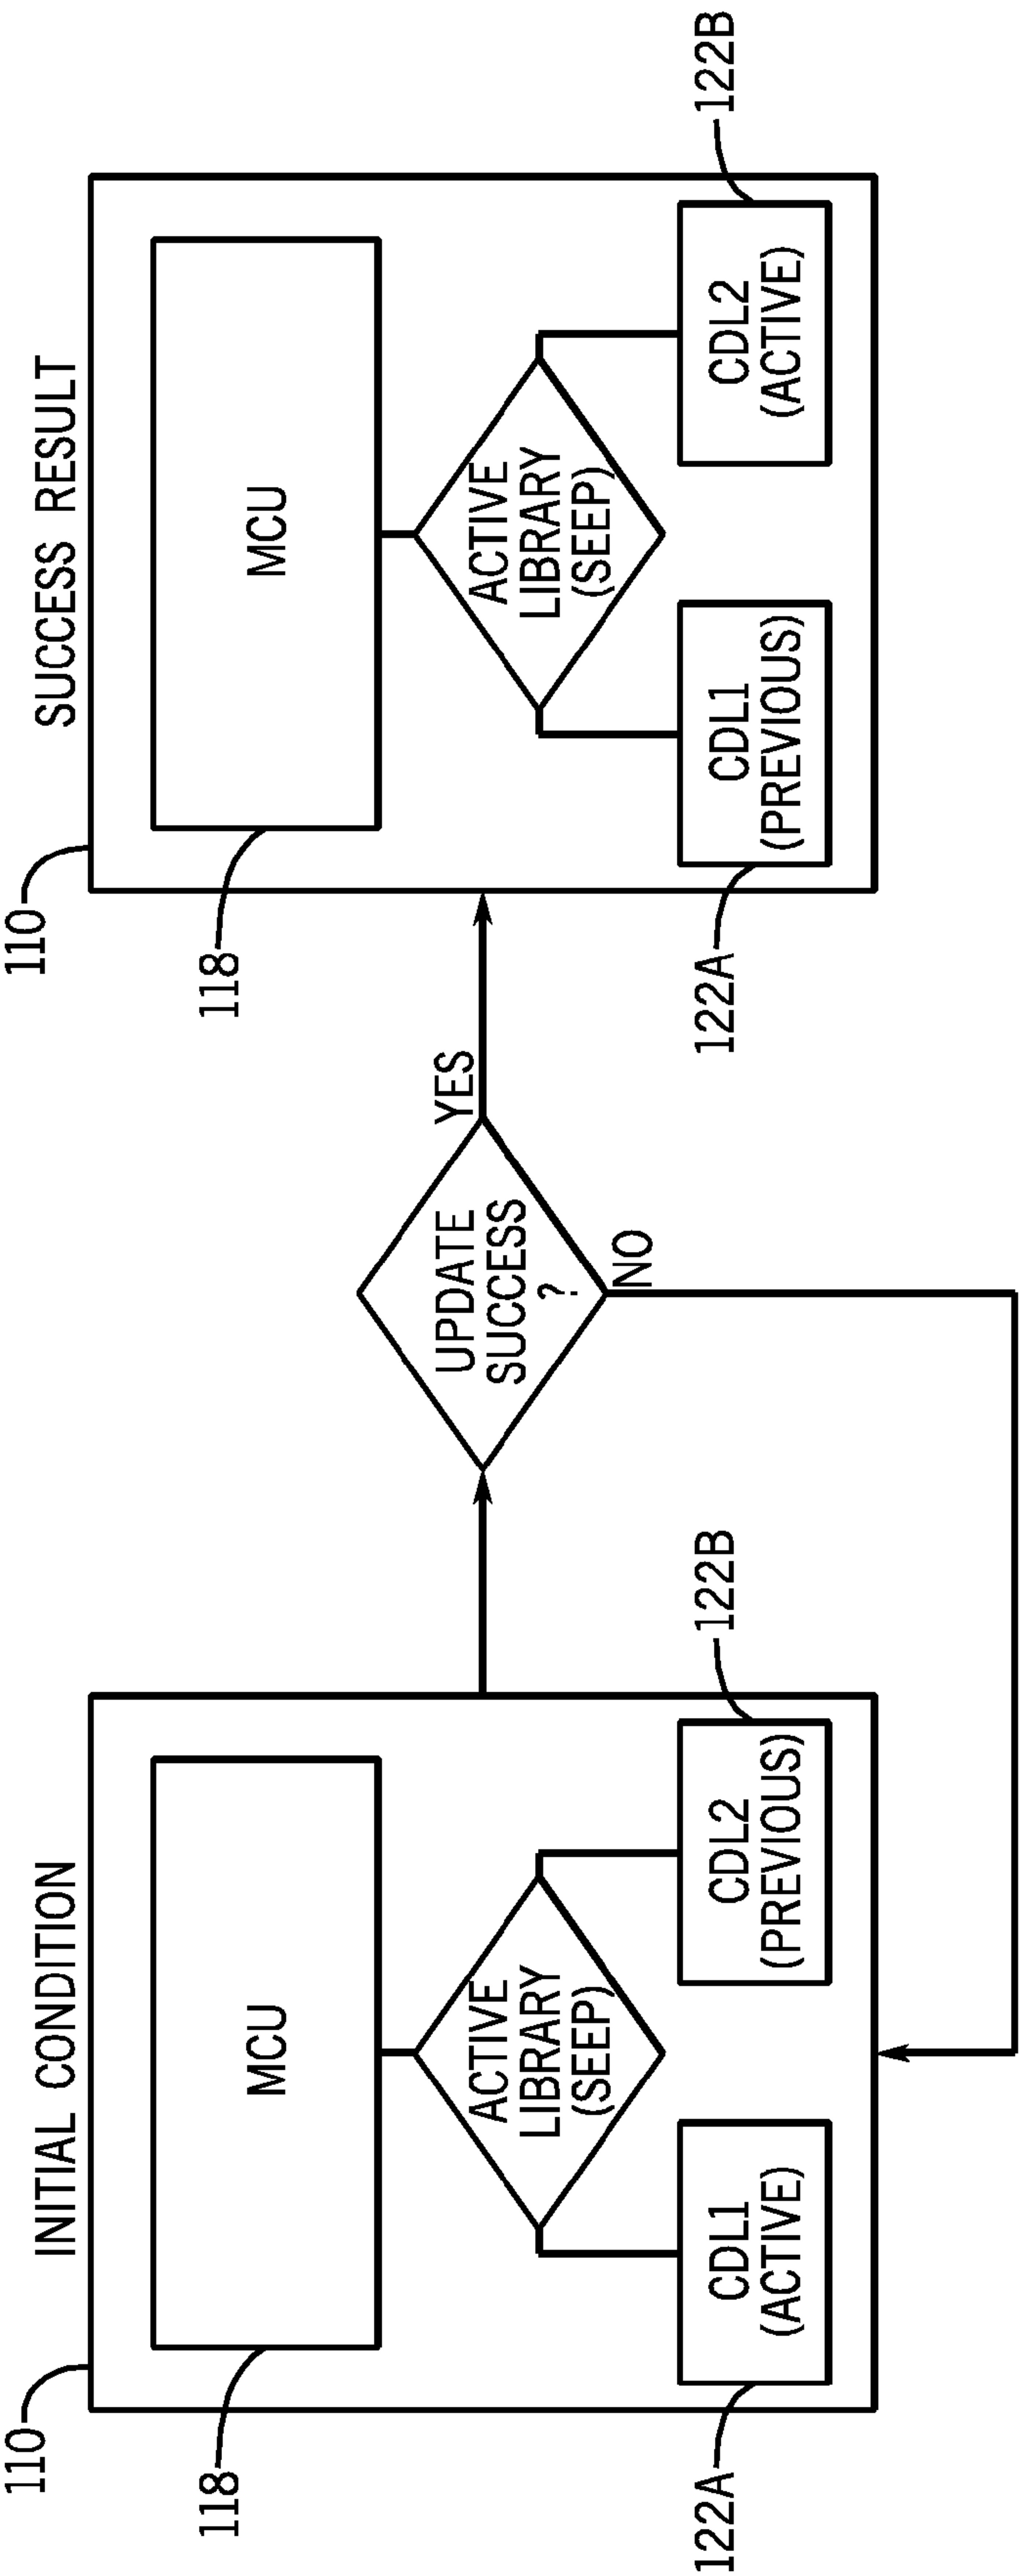 INITIAL CONDITION
110
MCU
118
ACTIVE
LIBRARY
(SEEP)
CDL1
(ACTIVE)
122A
CDL2
(PREVIOUS)
122B
UPDATE
SUCCESS
?
YES
NO
SUCCESS RESULT
110
MCU
118
ACTIVE
LIBRARY
(SEEP)
CDL1
(PREVIOUS)
122A
CDL2
(ACTIVE)
122B